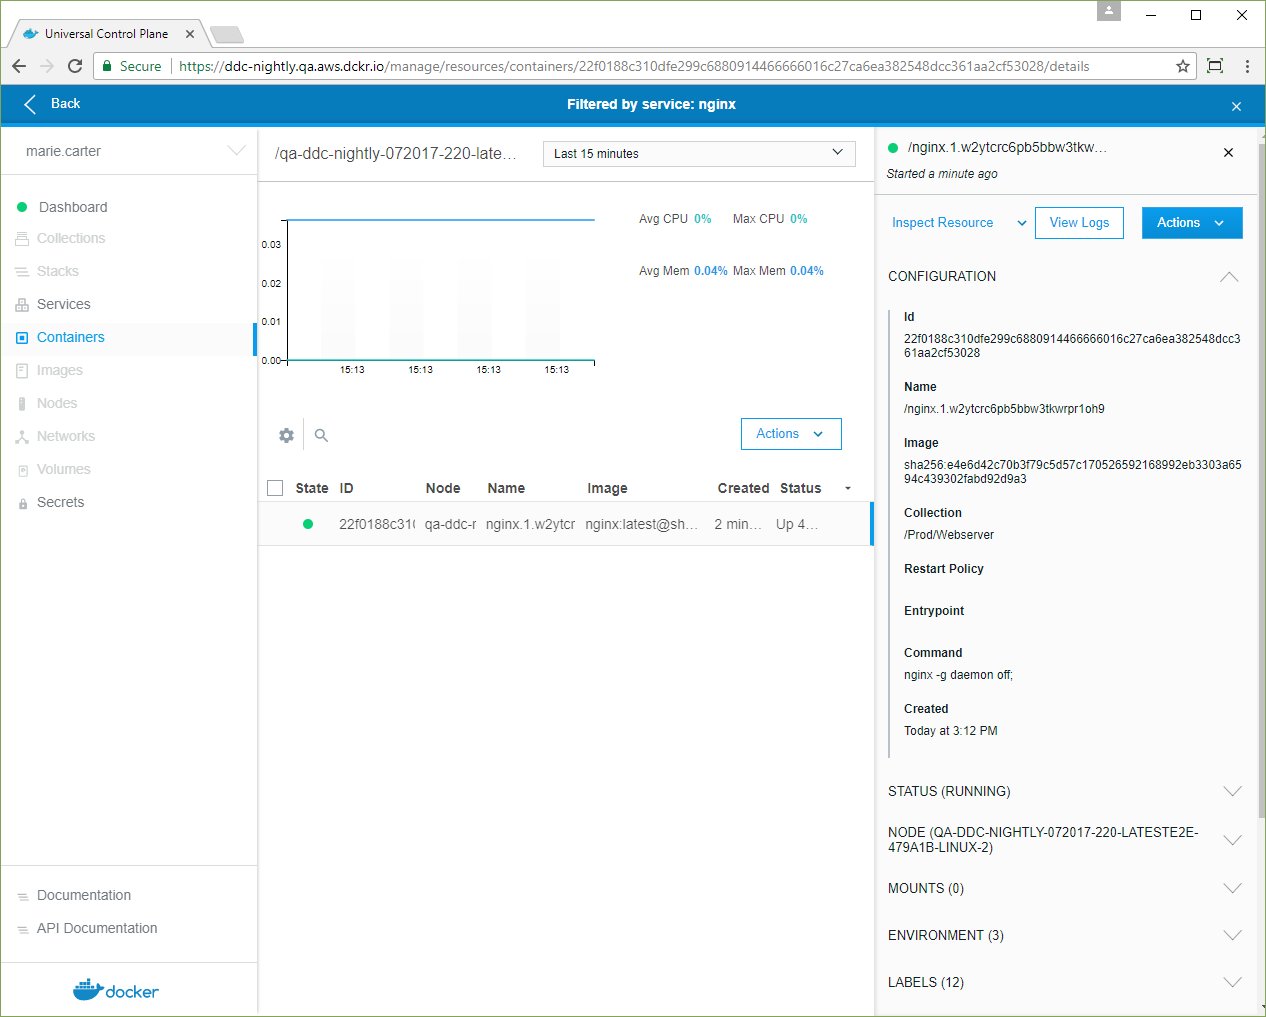 Universal Control Plane
Secure
https://ddc-nightly.qa.aws.dckr.io/manage/resources/containers/22f0188c310dfe299c6880914466666016c27ca6ea382548dcc361aa2cf53028/details
Back
Filtered by service: nginx
marie.carter
Dashboard
Collections
Stacks
Services
Containers
Images
Nodes
Networks
Volumes
Secrets
Documentation
API Documentation
docker
/qa-ddc-nightly-072017-220-late...
Last 15 minutes
0.03
0.02
0.01
0.00
15:13 15:13 15:13 15:13
Avg CPU 0% Max CPU 0%
Avg Mem 0.04% Max Mem 0.04%
Actions
State ID Node Name Image Created Status
22f0188c310 qa-ddc-r nginx.1.w2ytcr nginx:latest@sh... 2 min... Up 4...
/nginx.1.w2ytcrc6pb5bbw3tkw...
Started a minute ago
Inspect Resource
View Logs
Actions
CONFIGURATION
Id
22f0188c310dfe299c6880914466666016c27ca6ea382548dcc3
61aa2cf53028
Name
/nginx.1.w2ytcrc6pb5bbw3tkwrpr1oh9
Image
sha256:e4e6d42c70b3f79c5d57c170526592168992eb3303a65
94c439302fabd92d9a3
Collection
/Prod/Webserver
Restart Policy
Entrypoint
Command
nginx -g daemon off;
Created
Today at 3:12 PM
STATUS (RUNNING)
NODE (QA-DDC-NIGHTLY-072017-220-LATESTE2E-
479A1B-LINUX-2)
MOUNTS (0)
ENVIRONMENT (3)
LABELS (12)